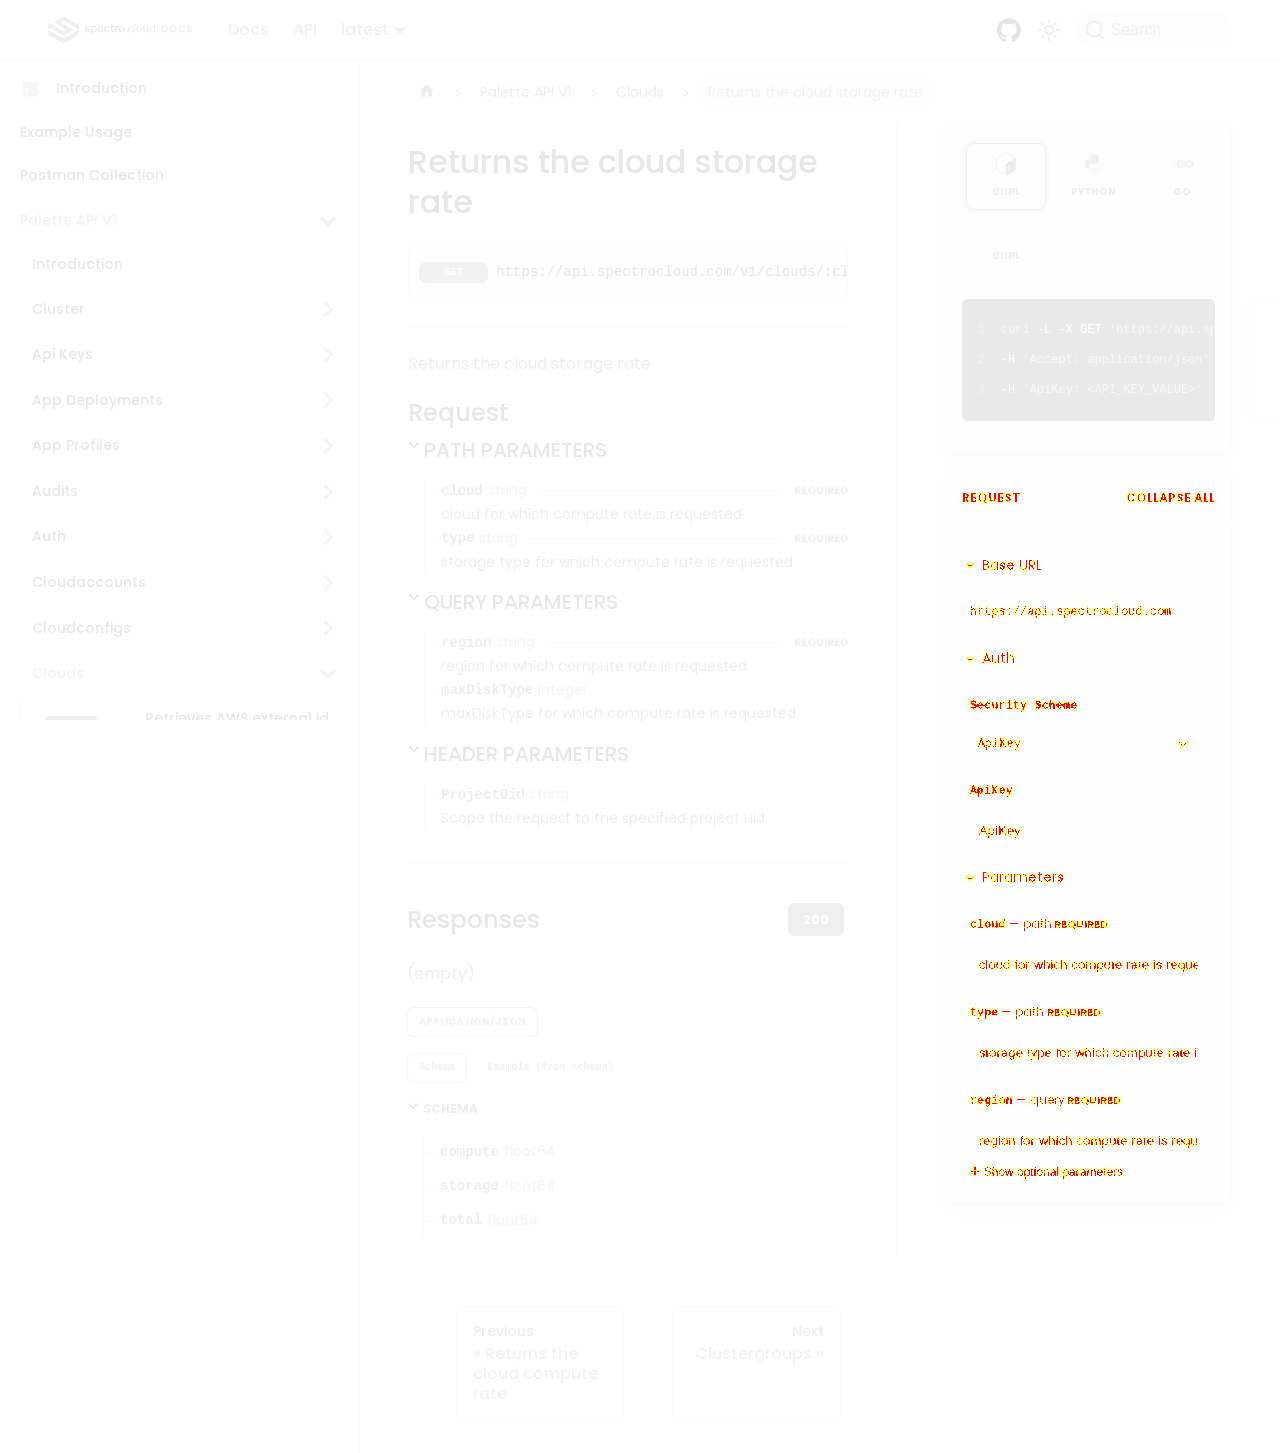 spectro cloud DOCS
Docs API latest
Search
Introduction
Example Usage
Postman Collection
Palette API V1
Introduction
Cluster
Api Keys
App Deployments
App Profiles
Audits
Auth
Cloudaccounts
Cloudconfigs
Clouds
Retrieves AWS external id
Palette API V1 > Clouds > Returns the cloud storage rate
Returns the cloud storage
rate
GET https://api.spectrocloud.com/v1/clouds/:cl
Returns the cloud storage rate
Request
PATH PARAMETERS
cloud string REQUIRED
cloud for which compute rate is requested
type string REQUIRED
storage type for which compute rate is requested
QUERY PARAMETERS
region string REQUIRED
region for which compute rate is requested
maxDiskType integer
maxDiskType for which compute rate is requested
HEADER PARAMETERS
ProjectUid string
Scope the request to the specified project uid
Responses
200
(empty)
APPLICATION/JSON
Schema Example (from schema)
SCHEMA
compute float64
storage float64
total float64
Previous
« Returns the
cloud compute
rate
Next
Clustergroups »
CURL PYTHON GO
CURL
1 curl -L -X GET 'https://api.sp
2 -H 'Accept: application/json'
3 -H 'ApiKey: <API_KEY_VALUE>'
REQUEST COLLAPSE ALL
Base URL
https://api.spectrocloud.com
Auth
Security Scheme
ApiKey
ApiKey
ApiKey
Parameters
cloud — path REQUIRED
cloud for which compute rate is reque
type — path REQUIRED
storage type for which compute rate i
region — query REQUIRED
region for which compute rate is requ
Show optional parameters